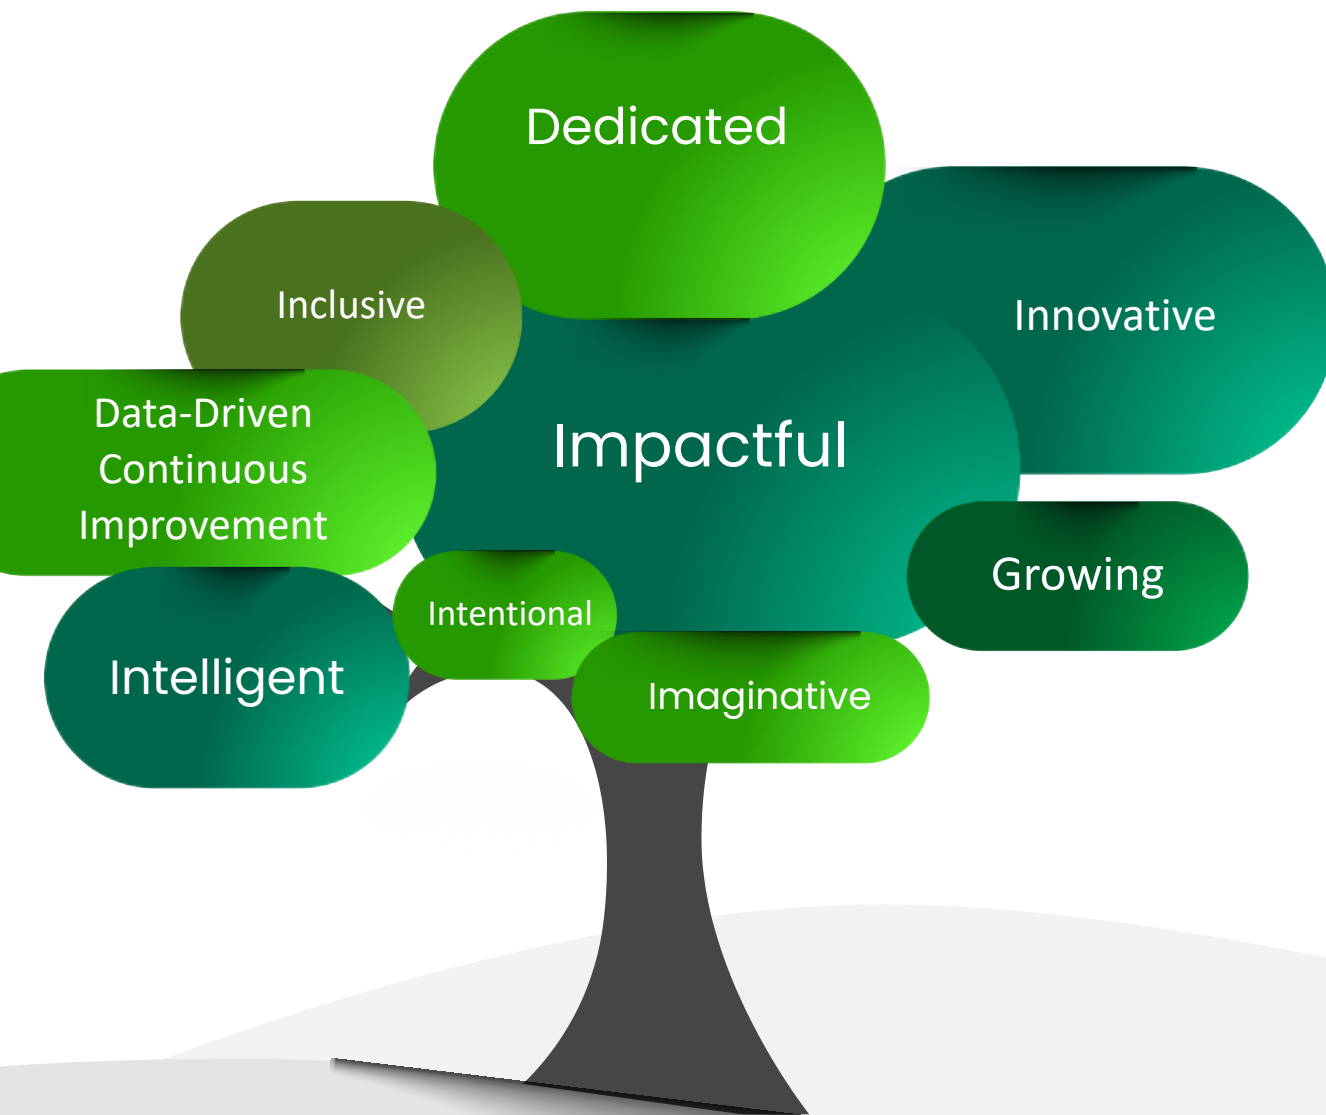 Dedicated
Inclusive
Innovative
Data-Driven
Continuous
Improvement
Impactful
Growing
Intentional
Intelligent
Imaginative